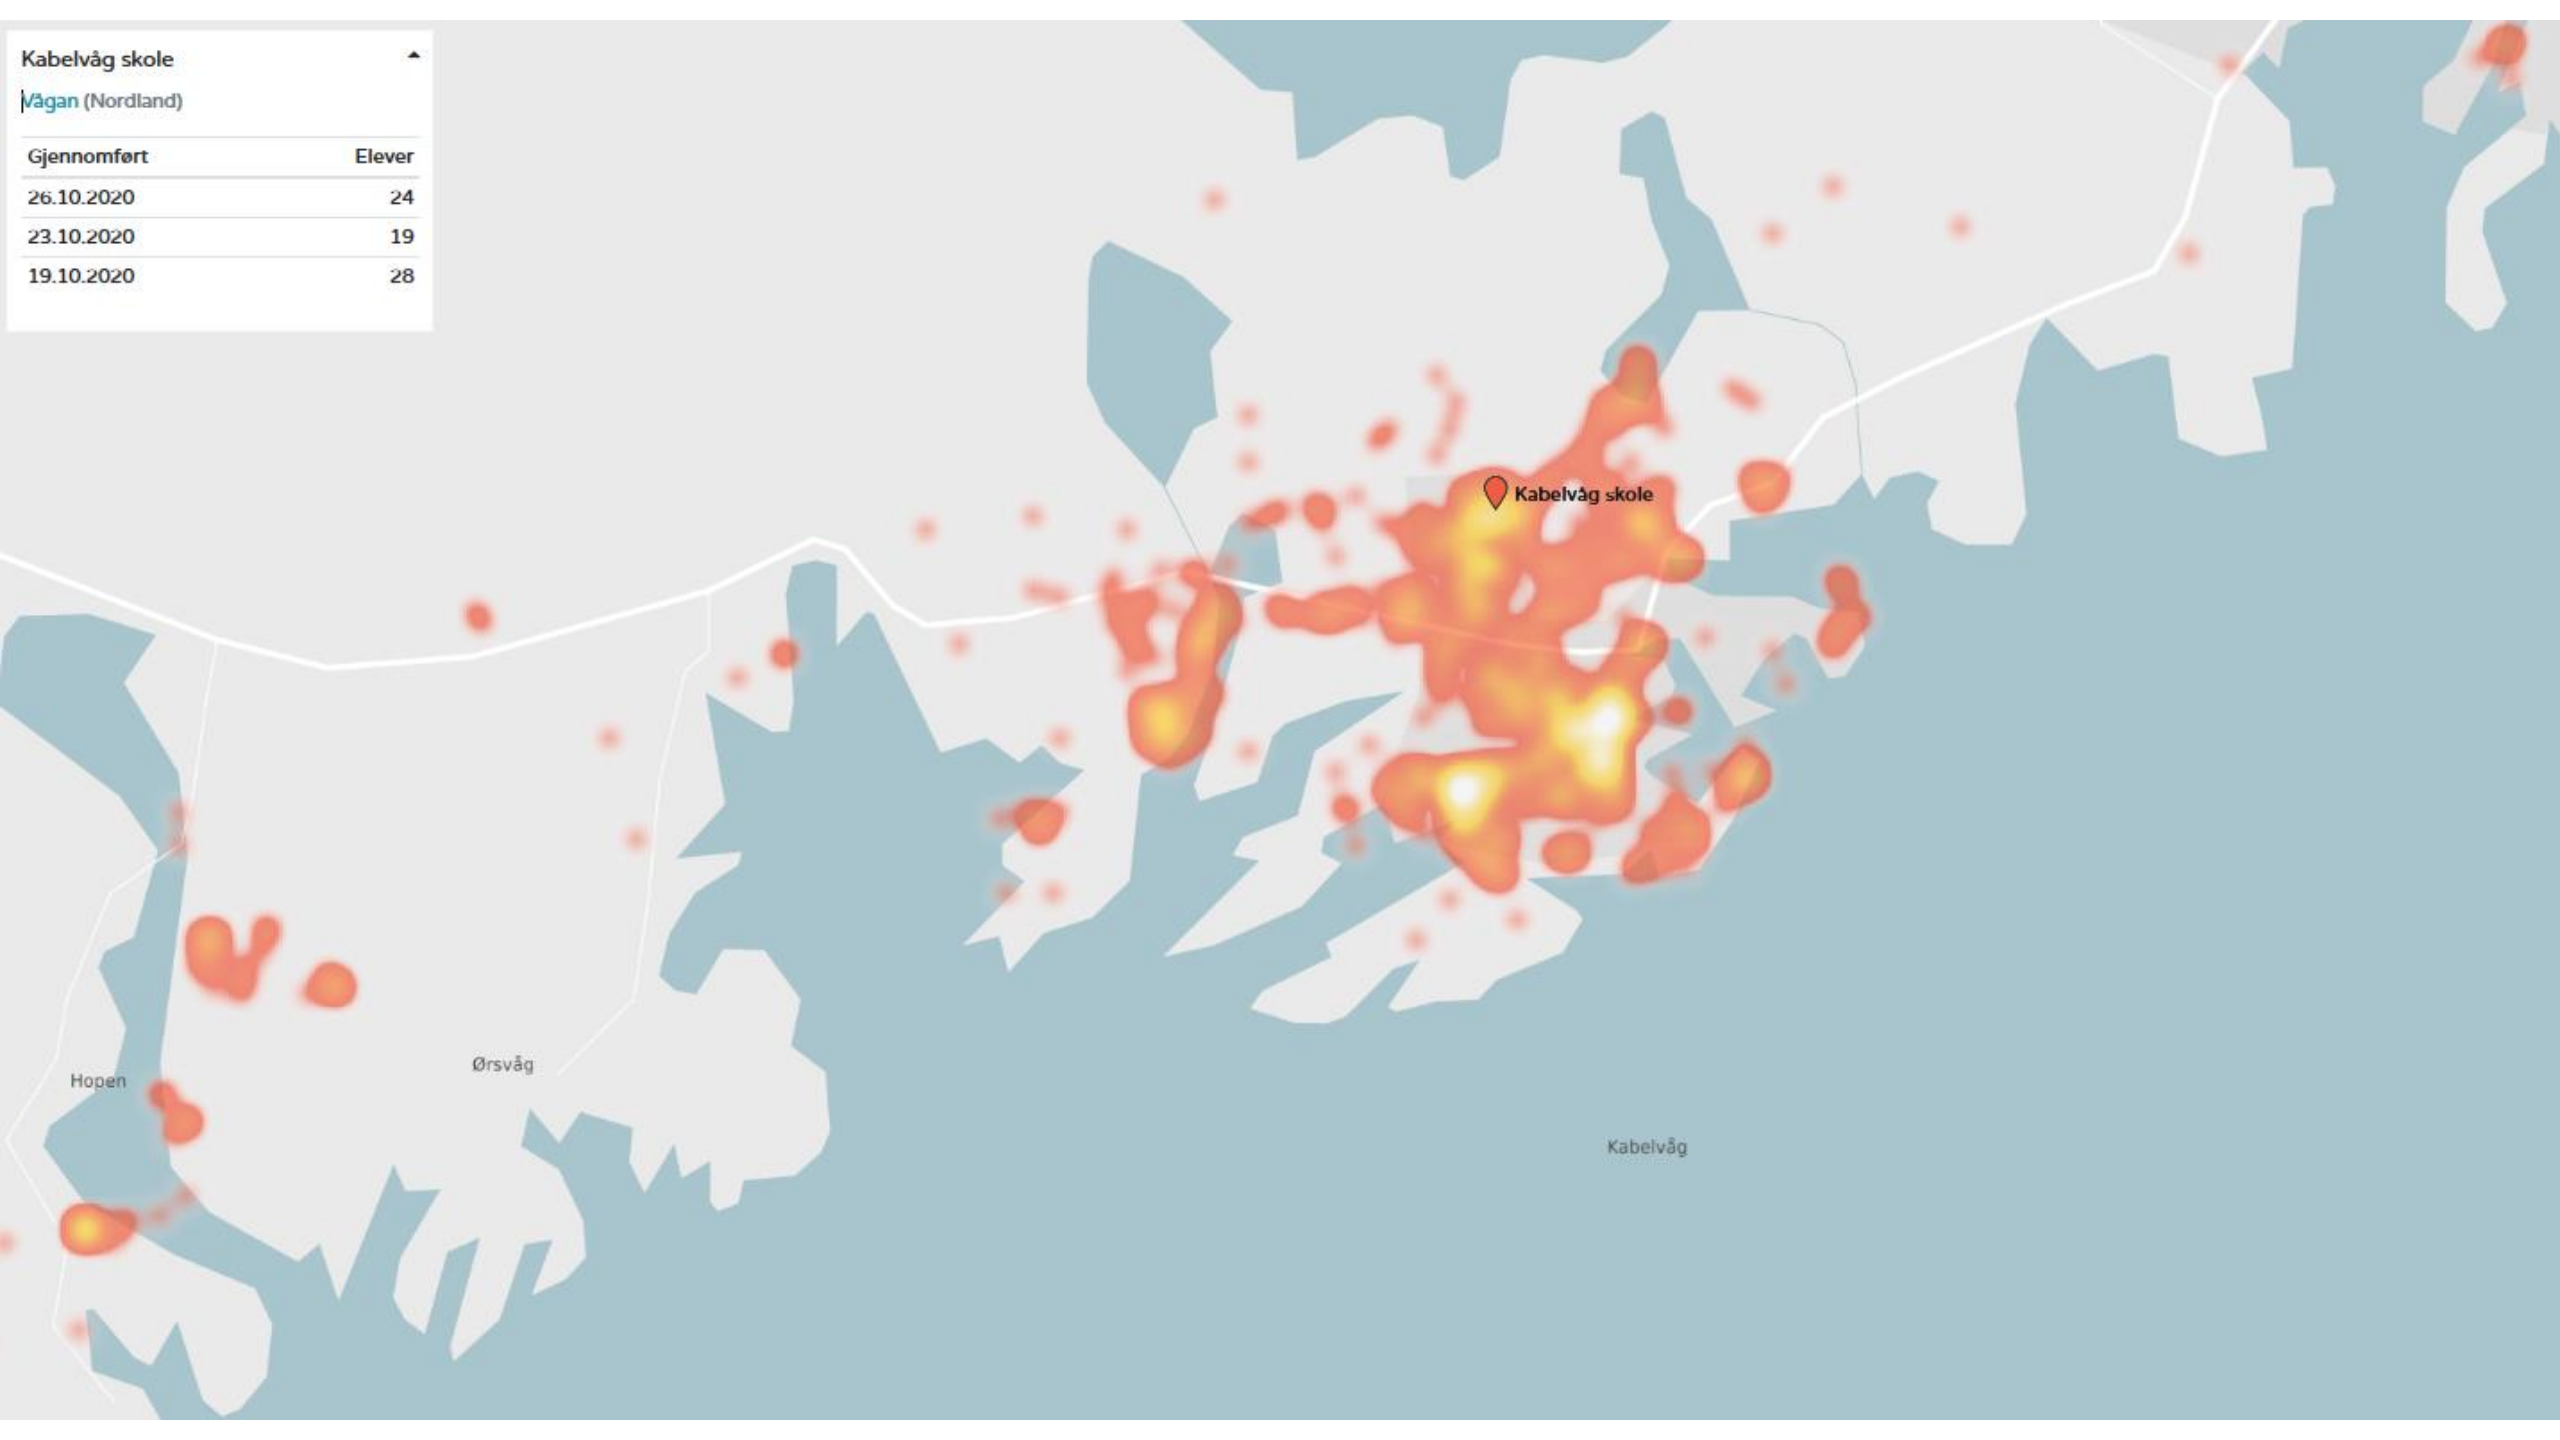 Kabelvåg skole
Vågan (Nordland)
Gjennomført Elever
26.10.2020 24
23.10.2020 19
19.10.2020 28
Kabelvåg skole
Ørsvåg
Hopen
Kabelvåg